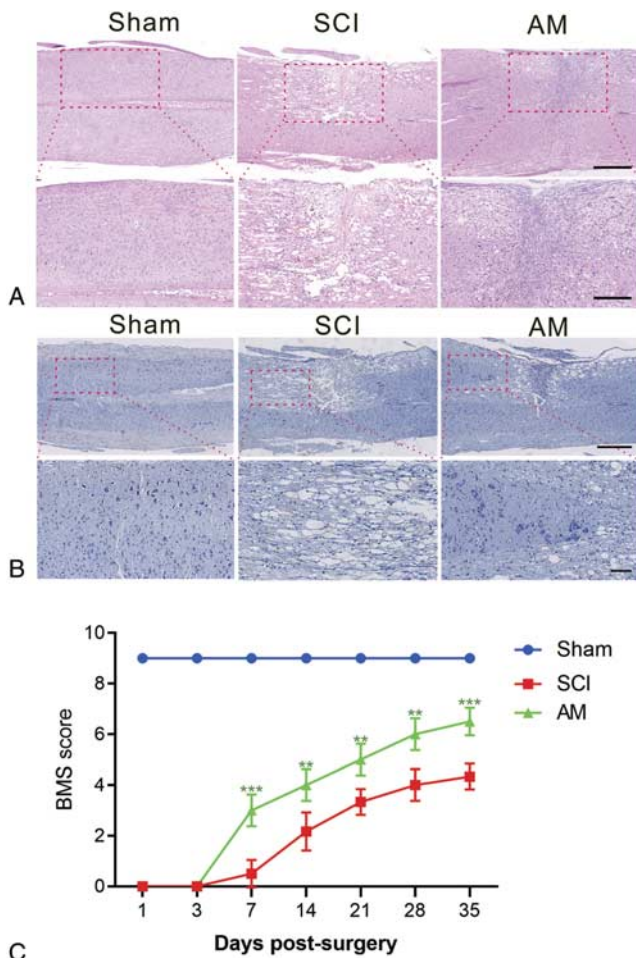 A
Sham SCI AM
B
Sham SCI AM
C
BMS score
10
8
6
4
2
0
*** ** ** ** ***
1 3 7 14 21 28 35
Days post-surgery
Sham
SCI
AM